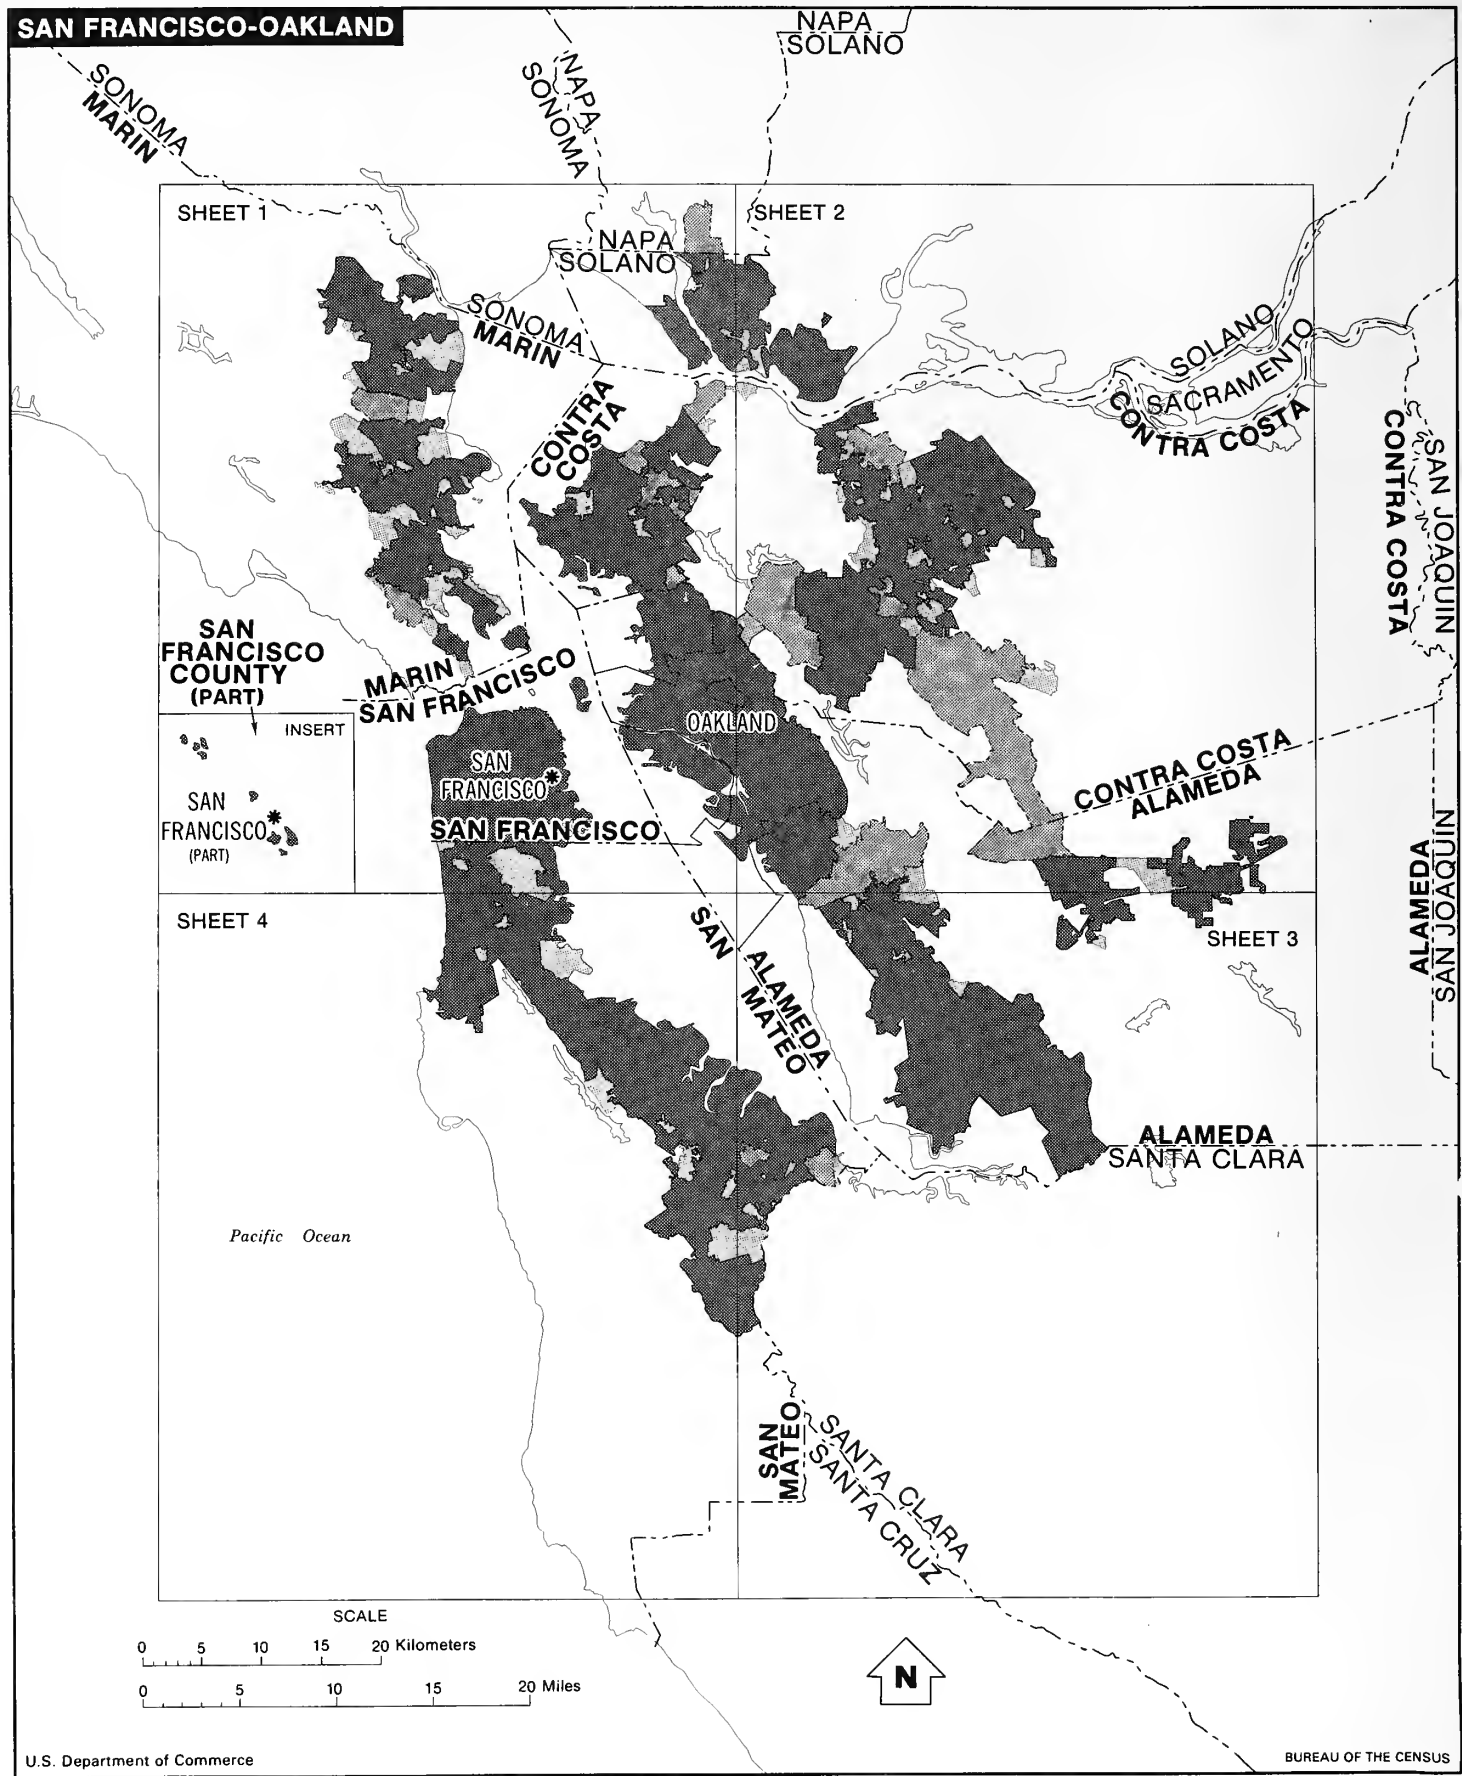 SAN FRANCISCO-OAKLAND
NAPA
SOLANO
SONOMA
MARIN
NAPA
SONOMA
SHEET 1
SHEET 2
NAPA
SOLANO
SONOMA
MARIN
SOLANO
SACRAMENTO
CONTRA COSTA
CONTRA
COSTA
SAN JOAQUIN
CONTRA COSTA
SAN
FRANCISCO
COUNTY
(PART)
MARIN
SAN FRANCISCO
INSERT
OAKLAND
SAN
FRANCISCO
SAN
FRANCISCO
(PART)
SAN FRANCISCO
CONTRA COSTA
ALAMEDA
ALAMEDA
SAN JOAQUIN
SHEET 4
SHEET 3
SAN
MATEO
ALAMEDA
ALAMEDA
SANTA CLARA
Pacific Ocean
SAN
MATEO
SANTA CLARA
SANTA CRUZ
SCALE
0 5 10 15 20 Kilometers
0 5 10 15 20 Miles
N
U.S. Department of Commerce
BUREAU OF THE CENSUS